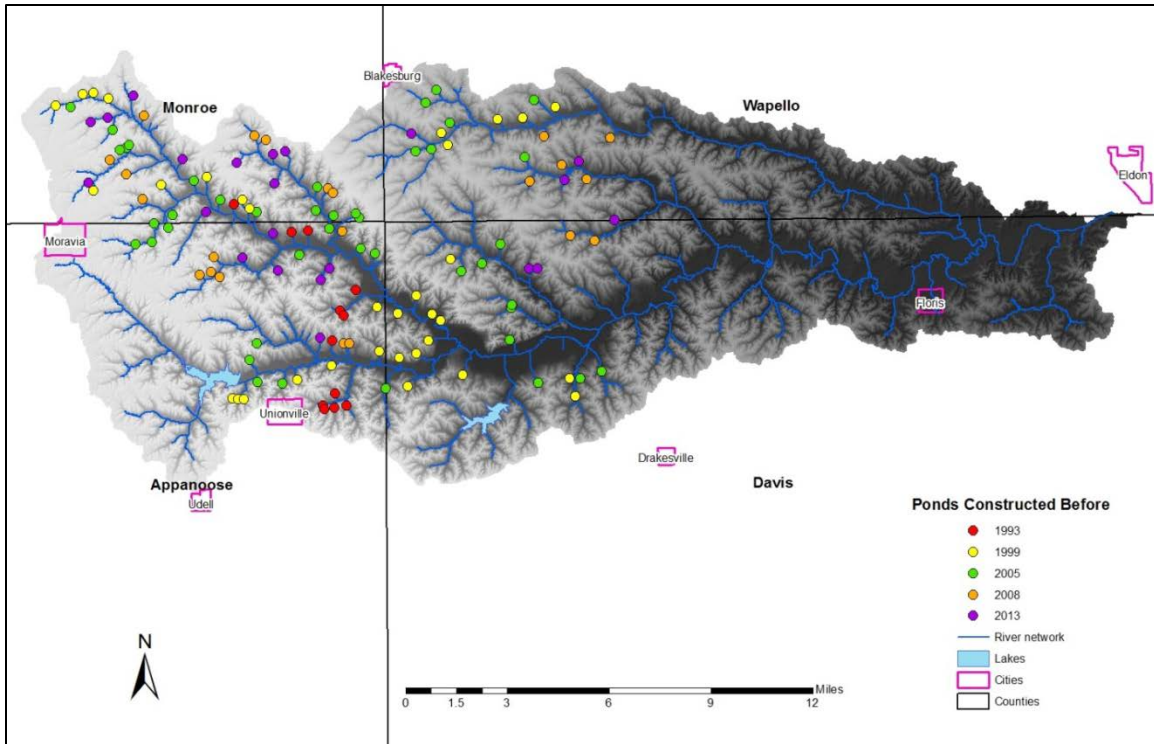 Blakesburg
Monroe
Wapello
Eldon
Moravia
Floris
Unionville
Drakesville
Appanoose
Udell
Davis
Ponds Constructed Before
1993
1999
2005
2008
2013
River network
Lakes
Cities
Counties
N
Miles
0 1.5 3 6 9 12